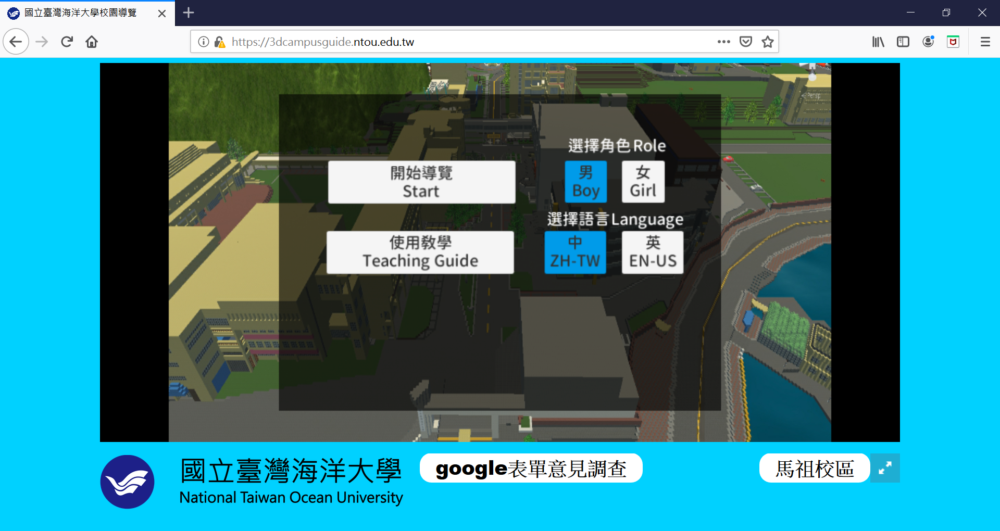 國立臺灣海洋大學校園導覽
https://3dcampusguide.ntou.edu.tw
Persp
選擇角色Role
開始導覽
Start
男
Boy
女
Girl
選擇語言Language
使用教學
Teaching Guide
中
ZH-TW
英
EN-US
國立臺灣海洋大學
National Taiwan Ocean University
google表單意見調查
馬祖校區